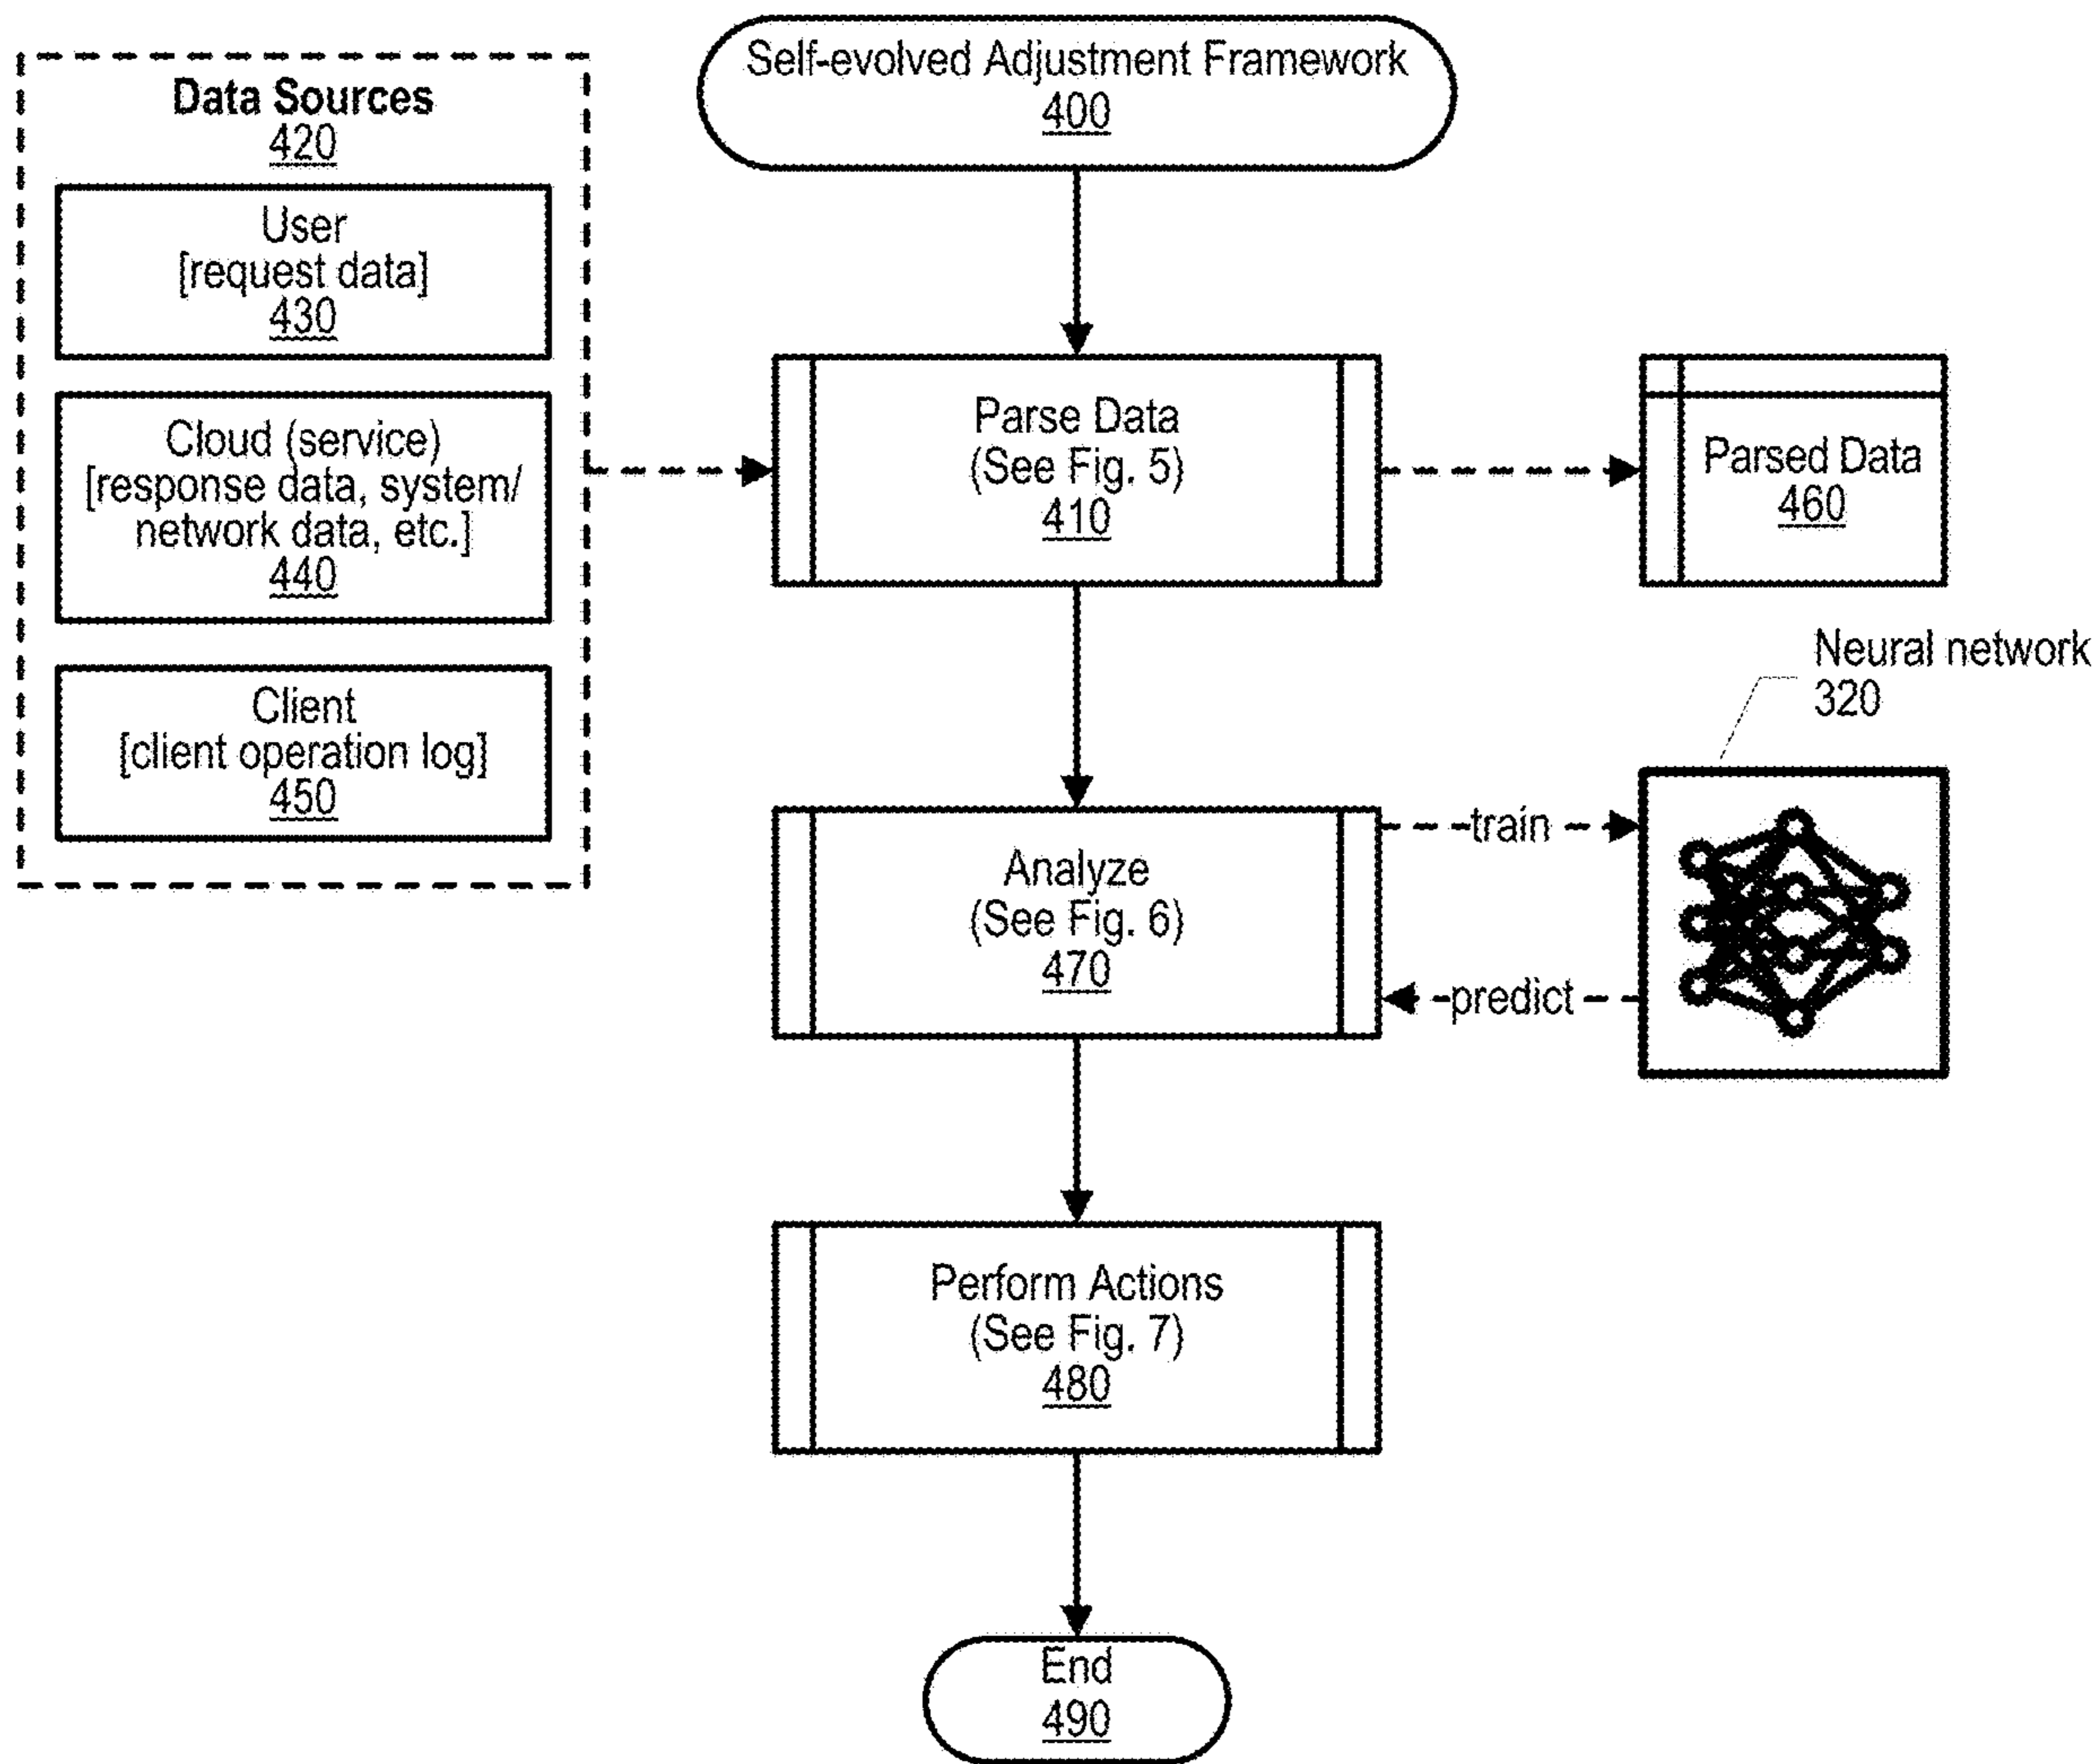 Self-evolved Adjustment Framework
400
Data Sources
420
User
[request data]
430
Cloud (service)
[response data, system/
network data, etc.]
440
Client
[client operation log]
450
Parse Data
(See Fig. 5)
410
Parsed Data
460
Neural network
320
Analyze
(See Fig. 6)
470
train
predict
Perform Actions
(See Fig. 7)
480
End
490